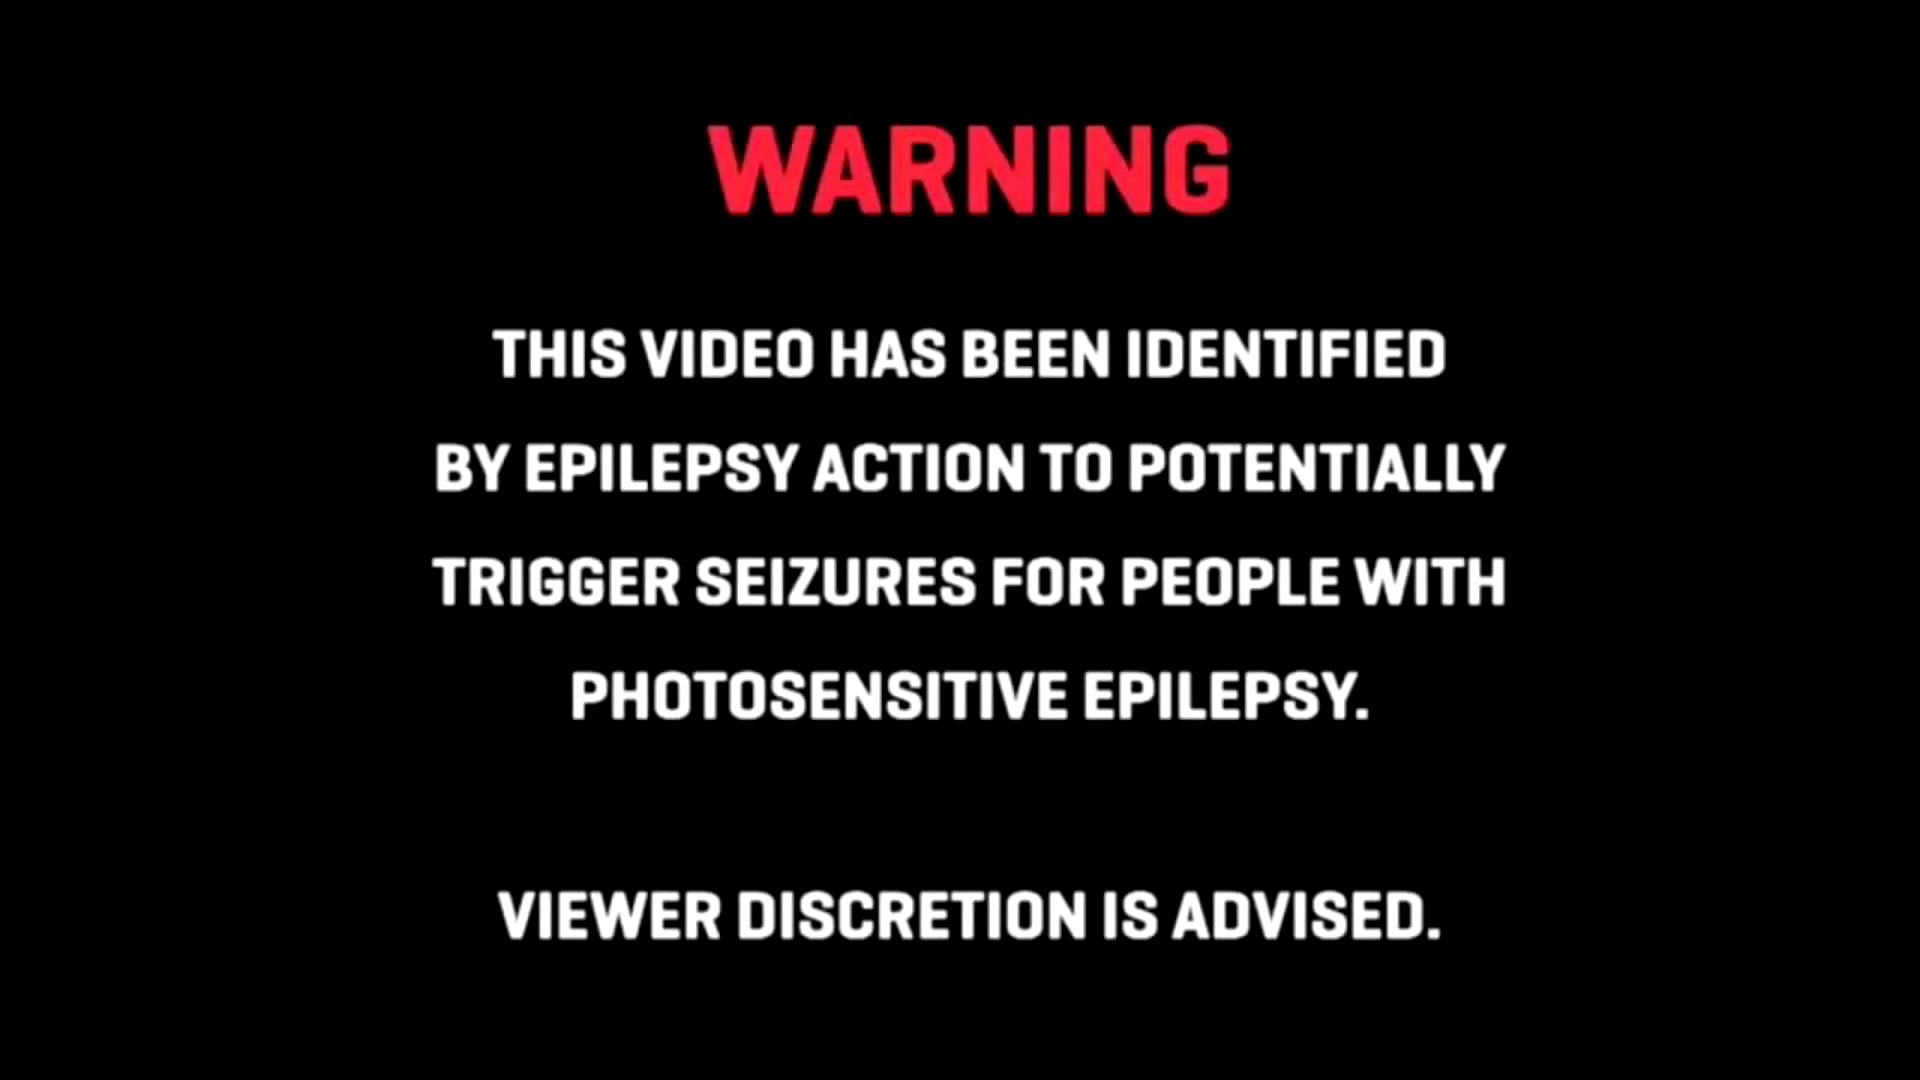 WARNING
THIS VIDEO HAS BEEN IDENTIFIED
BY EPILEPSY ACTION TO POTENTIALLY
TRIGGER SEIZURES FOR PEOPLE WITH
PHOTOSENSITIVE EPILEPSY.
VIEWER DISCRETION IS ADVISED.